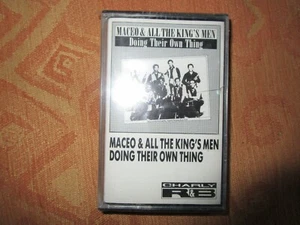 MACEO & ALL THE KING'S MEN
Doing Their Own Thing
MACEO & ALL THE KING'S MEN
DOING THEIR OWN THING
CHARLY
R&B